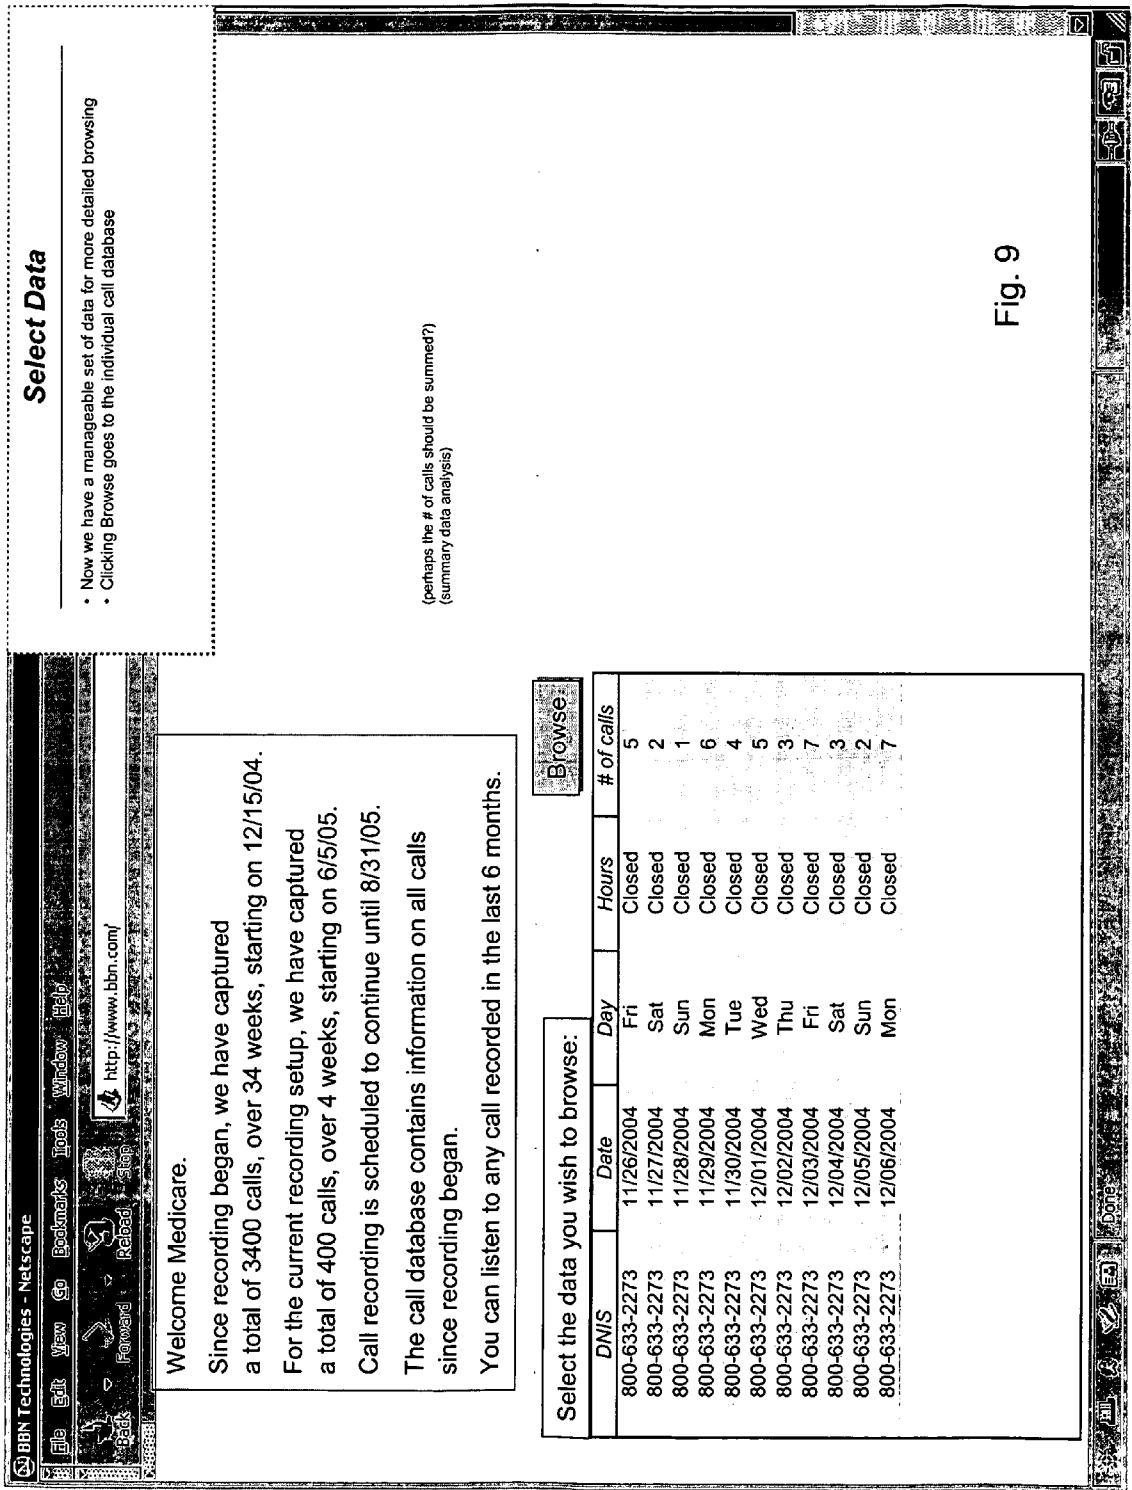 BBN Technologies - Netscape
File Edit View Go Bookmarks Tools Window Help
Back Forward Reload Stop http://www.bbn.com/
Select Data
• Now we have a manageable set of data for more detailed browsing
• Clicking Browse goes to the individual call database
Welcome Medicare.
Since recording began, we have captured
a total of 3400 calls, over 34 weeks, starting on 12/15/04.
For the current recording setup, we have captured
a total of 400 calls, over 4 weeks, starting on 6/5/05.
Call recording is scheduled to continue until 8/31/05.
The call database contains information on all calls
since recording began.
You can listen to any call recorded in the last 6 months.
(perhaps the # of calls should be summed?)
(summary data analysis)
Select the data you wish to browse:
Browse
DNIS Date Day Hours # of calls
800-633-2273 11/26/2004 Fri Closed 5
800-633-2273 11/27/2004 Sat Closed 2
800-633-2273 11/28/2004 Sun Closed 1
800-633-2273 11/29/2004 Mon Closed 6
800-633-2273 11/30/2004 Tue Closed 4
800-633-2273 12/01/2004 Wed Closed 5
800-633-2273 12/02/2004 Thu Closed 3
800-633-2273 12/03/2004 Fri Closed 7
800-633-2273 12/04/2004 Sat Closed 3
800-633-2273 12/05/2004 Sun Closed 2
800-633-2273 12/06/2004 Mon Closed 7
Fig. 9
Done